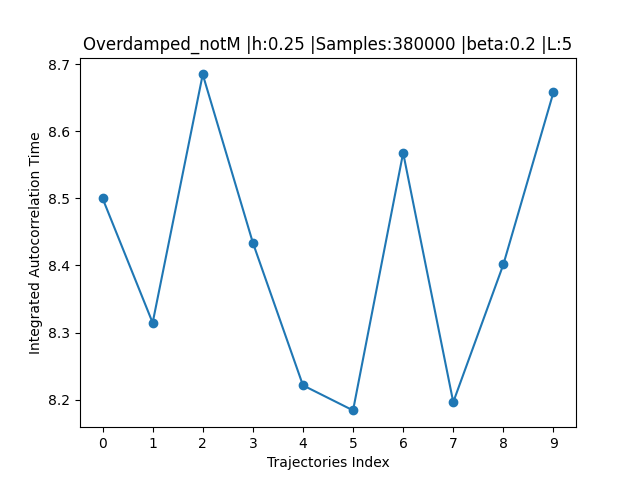 Overdamped_notM |h:0.25 |Samples:380000 |beta:0.2 |L:5
8.7
8.6
8.5
8.4
8.3
8.2
Integrated Autocorrelation Time
0 1 2 3 4 5 6 7 8 9
Trajectories Index